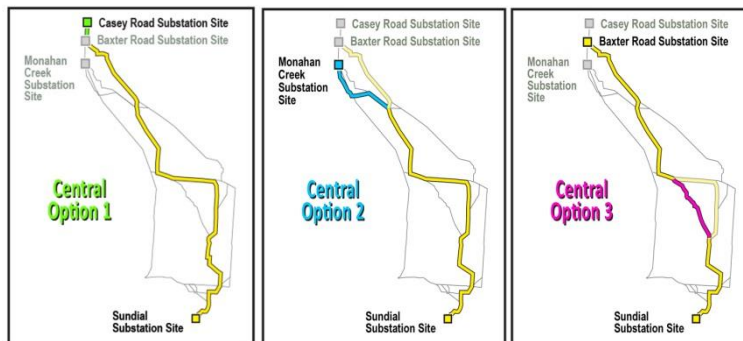 Casey Road Substation Site
Baxter Road Substation Site
Monahan
Creek
Substation
Site
Central
Option 1
Sundial
Substation Site
Casey Road Substation Site
Baxter Road Substation Site
Monahan
Creek
Substation
Site
Central
Option 2
Sundial
Substation Site
Casey Road Substation Site
Baxter Road Substation Site
Monahan
Creek
Substation
Site
Central
Option 3
Sundial
Substation Site